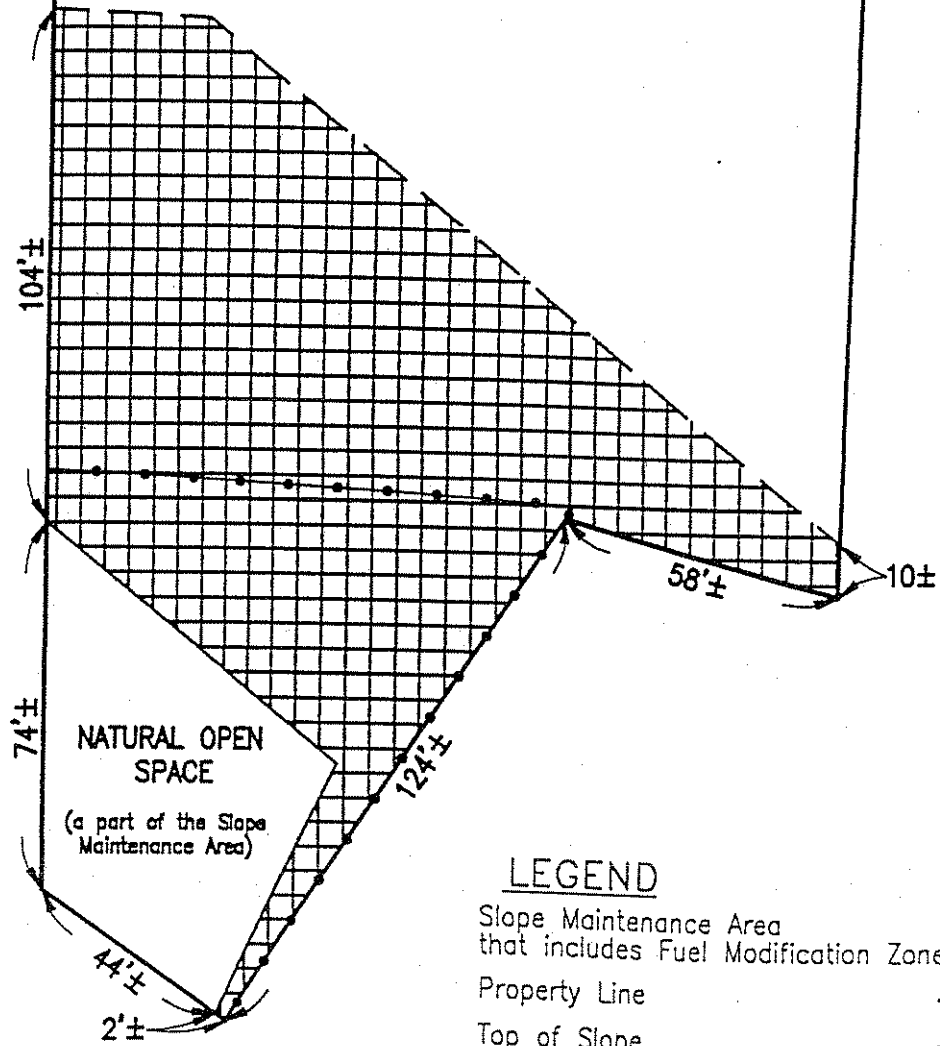 104'±
10±
58'±
74'±
NATURAL OPEN
SPACE
(a part of the Slope
Maintenance Area)
124'±
LEGEND
Slope Maintenance Area
that includes Fuel Modification Zone
Property Line
44'±
2'±
Top of Slope